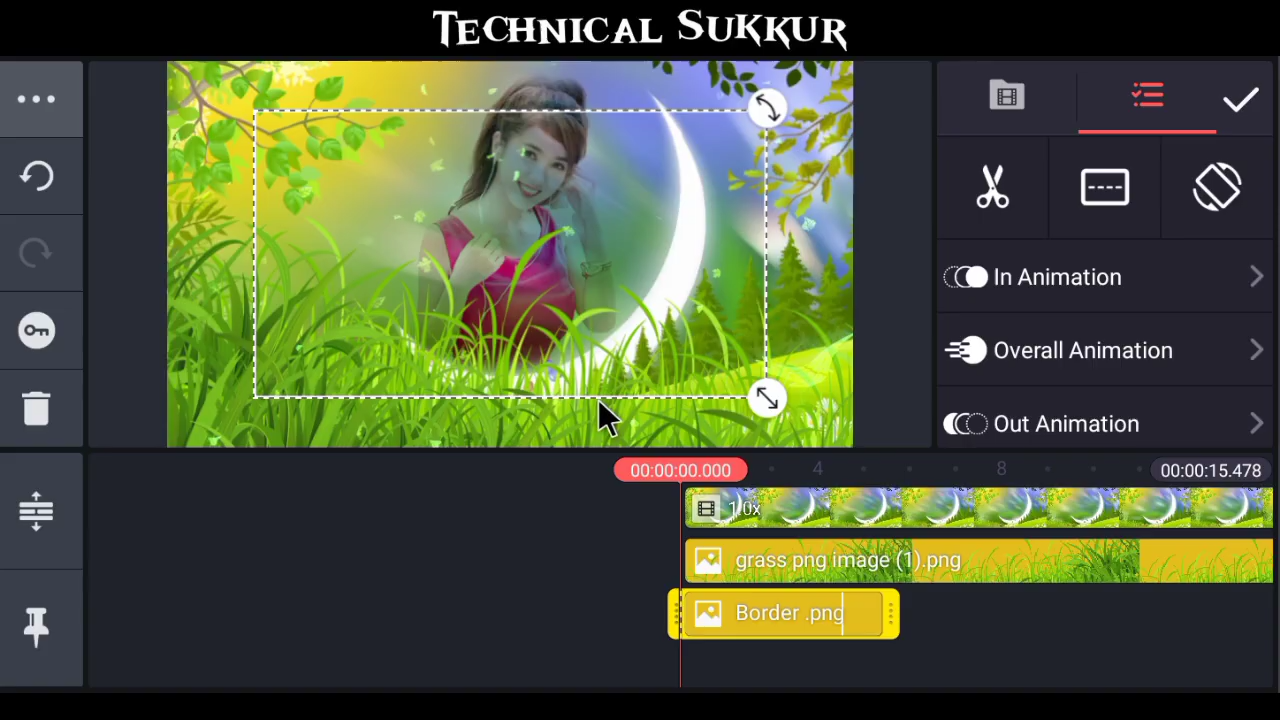 Technical Sukkur
In Animation
Overall Animation
Out Animation
00:00:00.000
4
8
00:00:15.478
1.0x
grass png image (1).png
Border .png